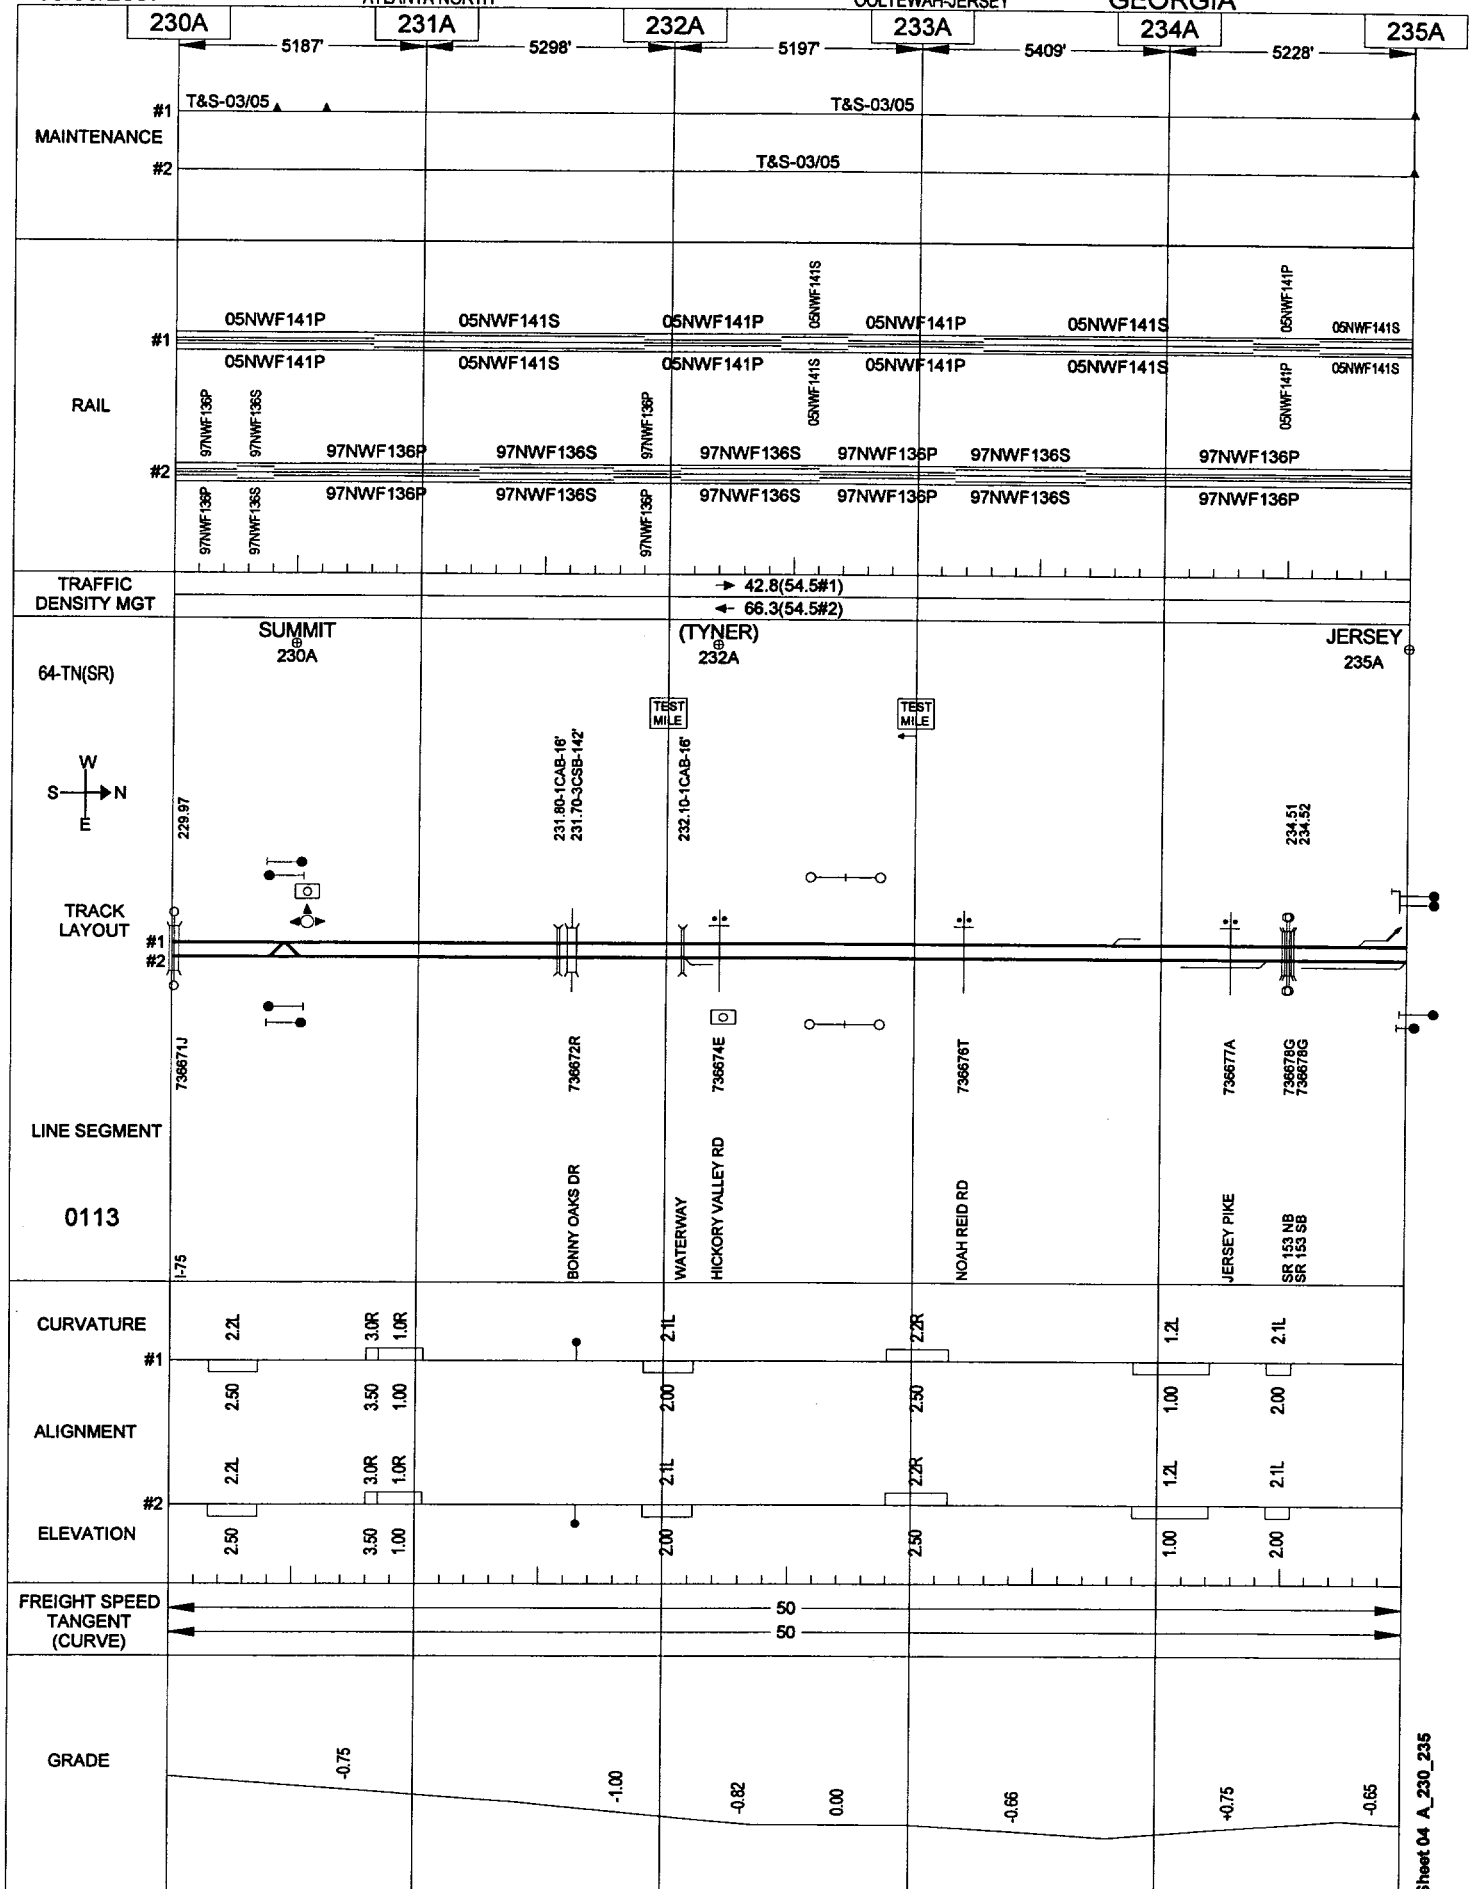 ATLANTA NORTH
GEORGIA
230A 231A 232A 233A 234A 235A
5187' 5298' 5197' 5409' 5228'
#1 T&S-03/05 T&S-03/05
MAINTENANCE
#2 T&S-03/05
05NWF141S 05NWF141P
05NWF141P 05NWF141S 05NWF141P 05NWF141P 05NWF141S 05NWF141S
#1
05NWF141P 05NWF141S 05NWF141P 05NWF141P 05NWF141S 05NWF141S
05NWF141S 05NWF141P
RAIL
97NWF136P 97NWF136S 97NWF136P
97NWF136P 97NWF136S 97NWF136S 97NWF136P 97NWF136S 97NWF136P
#2
97NWF136P 97NWF136S 97NWF136S 97NWF136P 97NWF136S 97NWF136P
97NWF136P 97NWF136S 97NWF136P
TRAFFIC
DENSITY MGT
42.8(54.5#1)
66.3(54.5#2)
SUMMIT
230A
(TYNER)
232A
JERSEY
235A
64-TN(SR)
TEST
MILE
TEST
MILE
W
S N
E
229.97
231.80-1CAB-16'
231.70-3CSB-142'
232.10-1CAB-16'
234.51
234.52
TRACK
LAYOUT
#1
#2
736671J
736672R
736674E
736676T
736677A
736678G
736678G
LINE SEGMENT
0113
I-75
BONNY OAKS DR
WATERWAY
HICKORY VALLEY RD
NOAH REID RD
JERSEY PIKE
SR 153 NB
SR 153 SB
CURVATURE
2.2L 3.0R 1.0R 2.1L 2.2R 1.2L 2.1L
#1
2.50 3.50 1.00 2.00 2.50 1.00 2.00
ALIGNMENT
2.2L 3.0R 1.0R 2.1L 2.2R 1.2L 2.1L
#2
ELEVATION
2.50 3.50 1.00 2.00 2.50 1.00 2.00
FREIGHT SPEED
TANGENT
(CURVE)
50
50
GRADE
-0.75 -1.00 -0.82 0.00 -0.66 +0.75 -0.65
Sheet 04 A_230_235